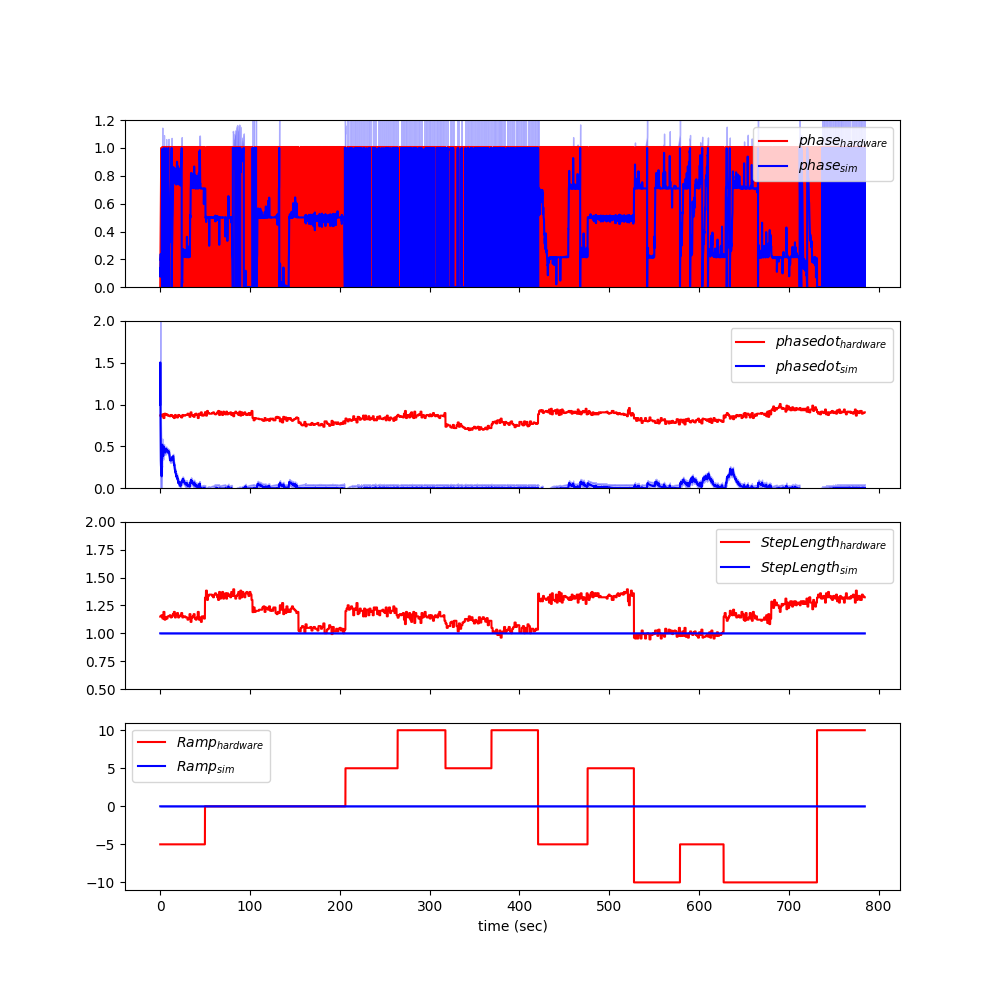 1.2
1.0
0.8
0.6
0.4
0.2
0.0
phase_hardware
phase_sim
2.0
1.5
1.0
0.5
0.0
phasedot_hardware
phasedot_sim
2.00
1.75
1.50
1.25
1.00
0.75
0.50
StepLength_hardware
StepLength_sim
10
5
0
−5
−10
Ramp_hardware
Ramp_sim
0 100 200 300 400 500 600 700 800
time (sec)